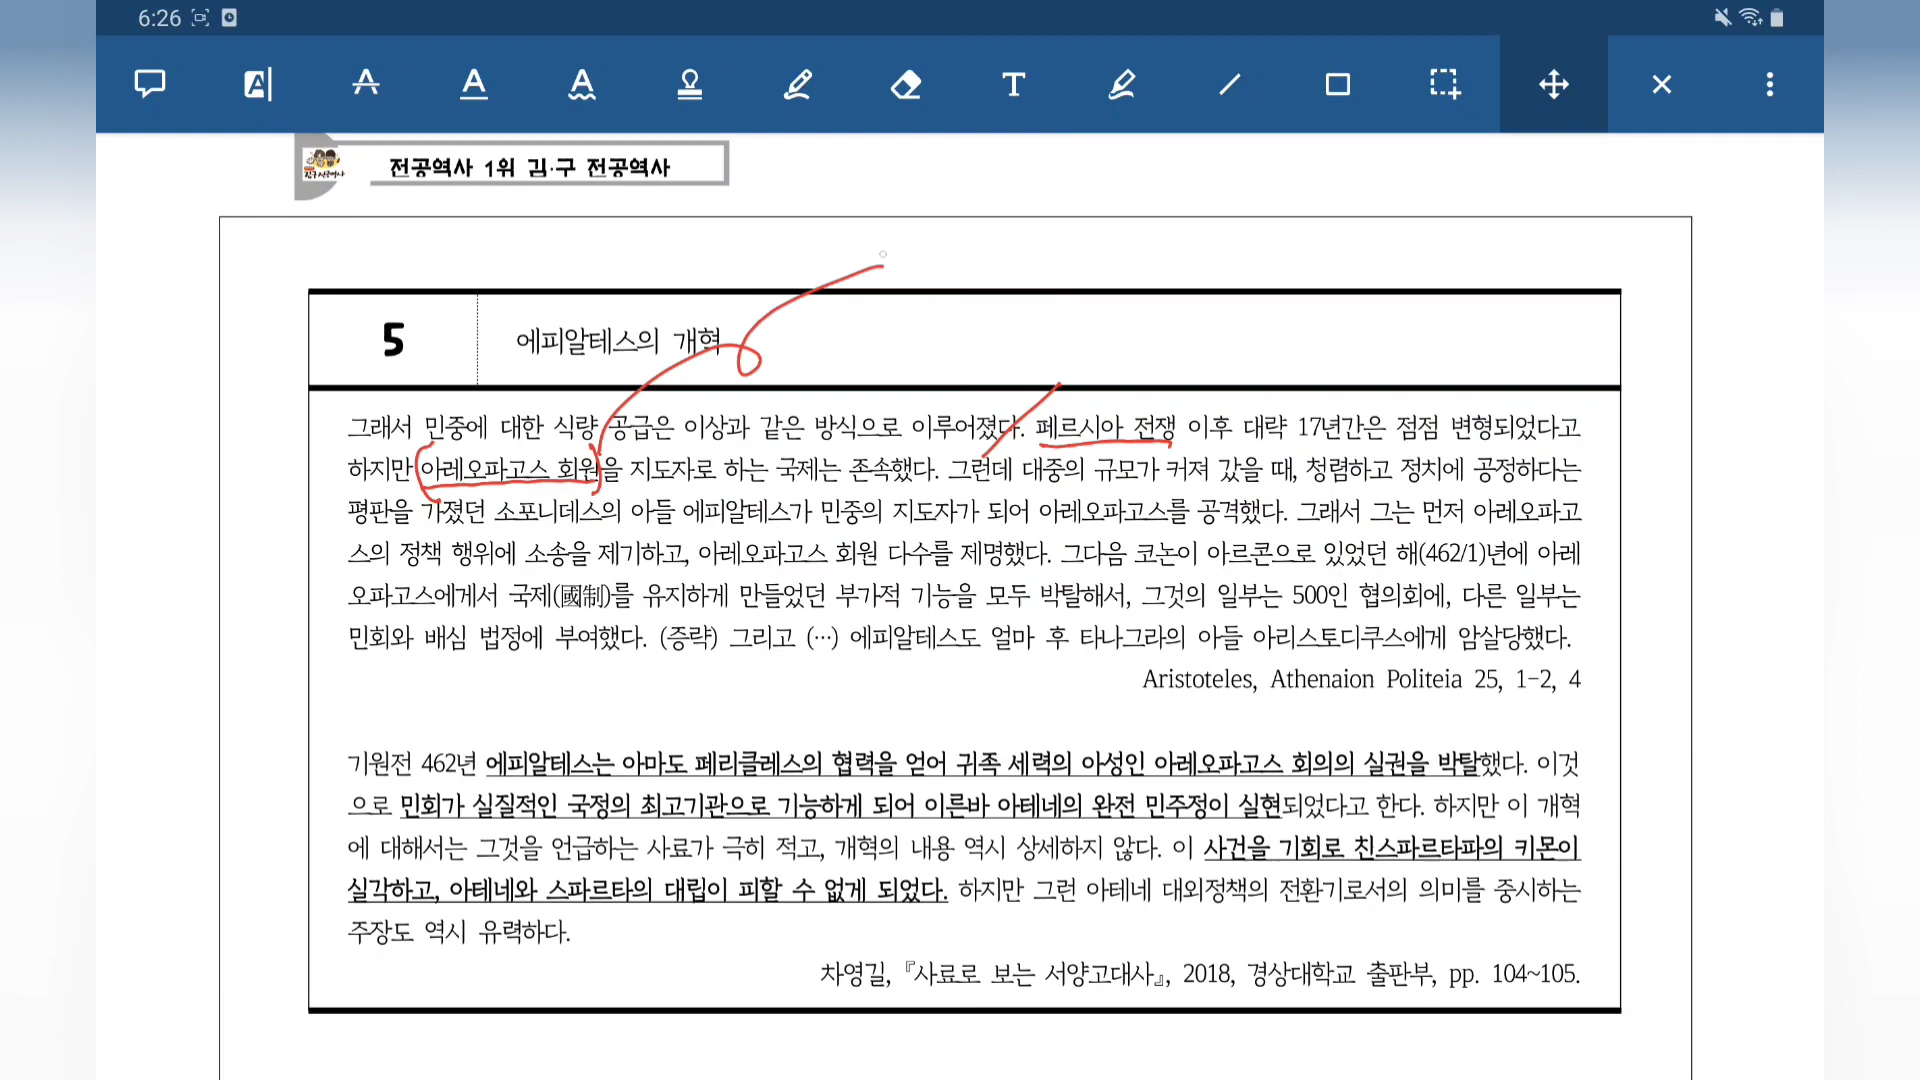 6:26
전공역사 1위 김·구 전공역사
5 에피알테스의 개혁
그래서 민중에 대한 식량 공급은 이상과 같은 방식으로 이루어졌다. 페르시아 전쟁 이후 대략 17년간은 점점 변형되었다고
하지만 아레오파고스 회원을 지도자로 하는 국제는 존속했다. 그런데 대중의 규모가 커져 갔을 때, 청렴하고 정치에 공정하다는
평판을 가졌던 소포니데스의 아들 에피알테스가 민중의 지도자가 되어 아레오파고스를 공격했다. 그래서 그는 먼저 아레오파고
스의 정책 행위에 소송을 제기하고, 아레오파고스 회원 다수를 제명했다. 그다음 코논이 아르콘으로 있었던 해(462/1)년에 아레
오파고스에게서 국제(國制)를 유지하게 만들었던 부가적 기능을 모두 박탈해서, 그것의 일부는 500인 협의회에, 다른 일부는
민회와 배심 법정에 부여했다. (중략) 그리고 (…) 에피알테스도 얼마 후 타나그라의 아들 아리스토디쿠스에게 암살당했다.
Aristoteles, Athenaion Politeia 25, 1-2, 4
기원전 462년 에피알테스는 아마도 페리클레스의 협력을 얻어 귀족 세력의 아성인 아레오파고스 회의의 실권을 박탈했다. 이것
으로 민회가 실질적인 국정의 최고기관으로 기능하게 되어 이른바 아테네의 완전 민주정이 실현되었다고 한다. 하지만 이 개혁
에 대해서는 그것을 언급하는 사료가 극히 적고, 개혁의 내용 역시 상세하지 않다. 이 사건을 기회로 친스파르타파의 키몬이
실각하고, 아테네와 스파르타의 대립이 피할 수 없게 되었다. 하지만 그런 아테네 대외정책의 전환기로서의 의미를 중시하는
주장도 역시 유력하다.
차영길, 『사료로 보는 서양고대사』, 2018, 경상대학교 출판부, pp. 104~105.